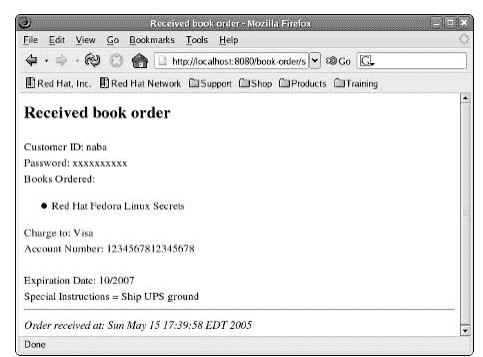 Received book order - Mozilla Firefox
File Edit View Go Bookmarks Tools Help
http://localhost:8080/book-order/s Go G
Red Hat, Inc. Red Hat Network Support Shop Products Training
Received book order
Customer ID: naba
Password: xxxxxxxxxx
Books Ordered:
● Red Hat Fedora Linux Secrets
Charge to: Visa
Account Number: 1234567812345678
Expiration Date: 10/2007
Special Instructions = Ship UPS ground
Order received at: Sun May 15 17:39:58 EDT 2005
Done